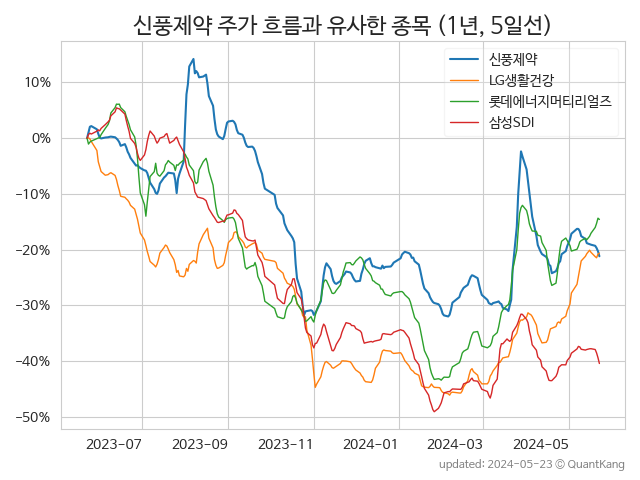 신풍제약 주가 흐름과 유사한 종목 (1년, 5일선)
신풍제약
LG생활건강
롯데에너지머티리얼즈
삼성SDI
10%
0%
−10%
−20%
−30%
−40%
−50%
2023-07 2023-09 2023-11 2024-01 2024-03 2024-05
updated: 2024-05-23 © QuantKang